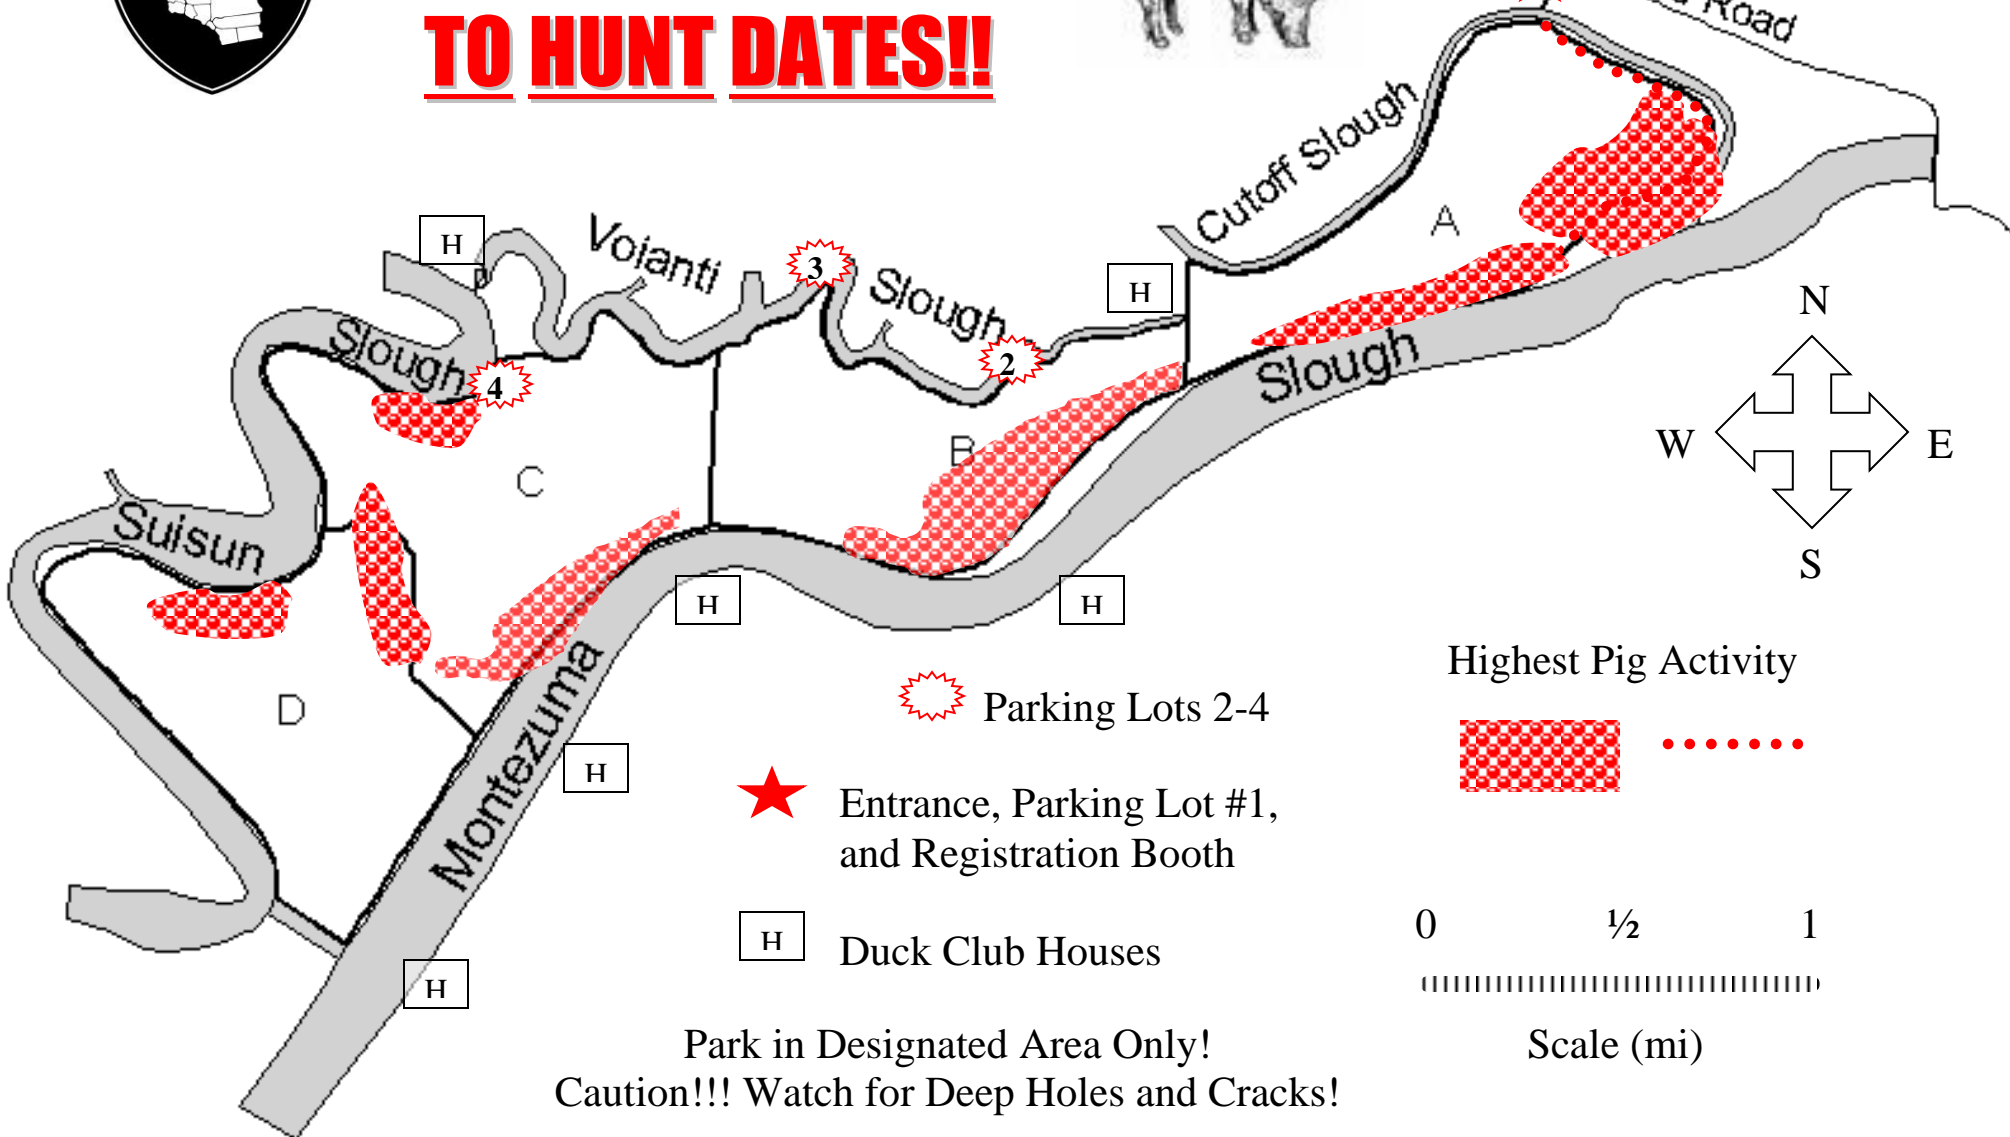 TO HUNT DATES!!
Road
Cutoff Slough
A
H
Voianti
3
Slough
H
N
Slough
4
2
Slough
W
E
B
C
Suisun
S
H
H
Highest Pig Activity
D
Montezuma
Parking Lots 2-4
H
Entrance, Parking Lot #1,
and Registration Booth
0 ½ 1
H Duck Club Houses
H
Park in Designated Area Only!
Scale (mi)
Caution!!! Watch for Deep Holes and Cracks!